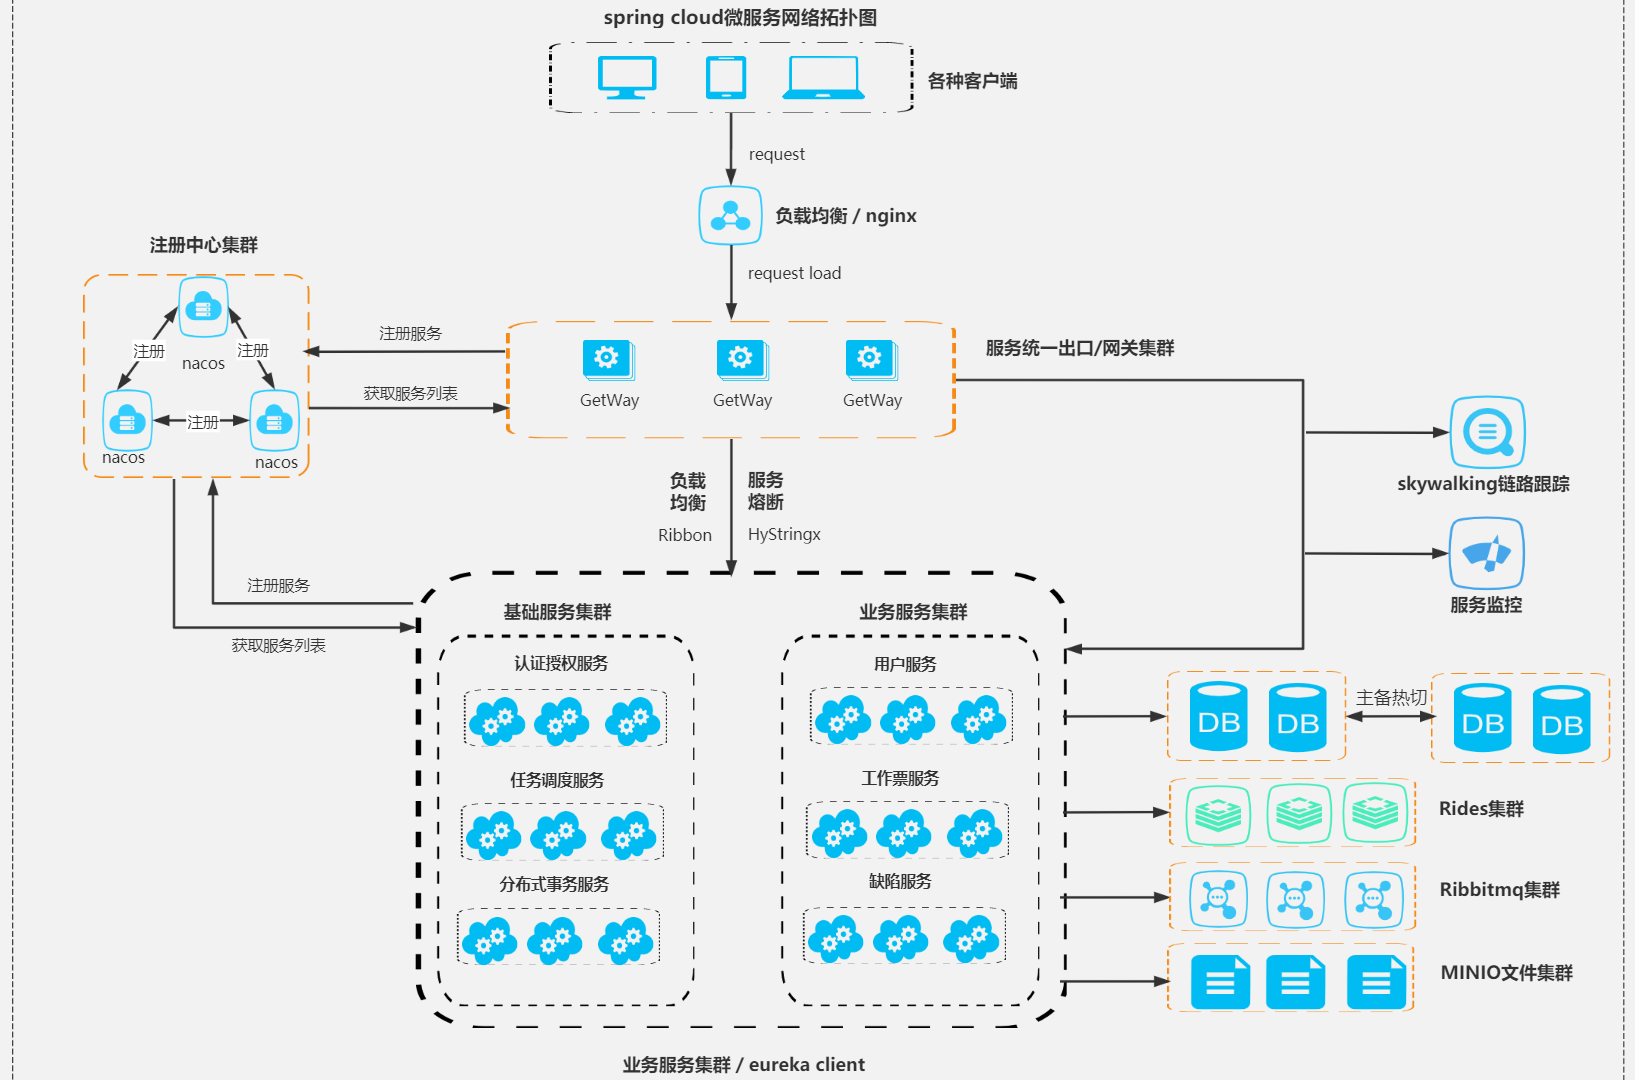 spring cloud微服务网络拓扑图
各种客户端
request
负载均衡 / nginx
request load
注册中心集群
注册
注册
nacos
注册
nacos
nacos
注册服务
获取服务列表
GetWay
GetWay
GetWay
服务统一出口/网关集群
skywalking链路跟踪
服务监控
负载
均衡
Ribbon
服务
熔断
HyStringx
注册服务
获取服务列表
基础服务集群
认证授权服务
任务调度服务
分布式事务服务
业务服务集群
用户服务
工作票服务
缺陷服务
DB
DB
主备热切
DB
DB
Rides集群
Ribbitmq集群
MINIO文件集群
业务服务集群 / eureka client